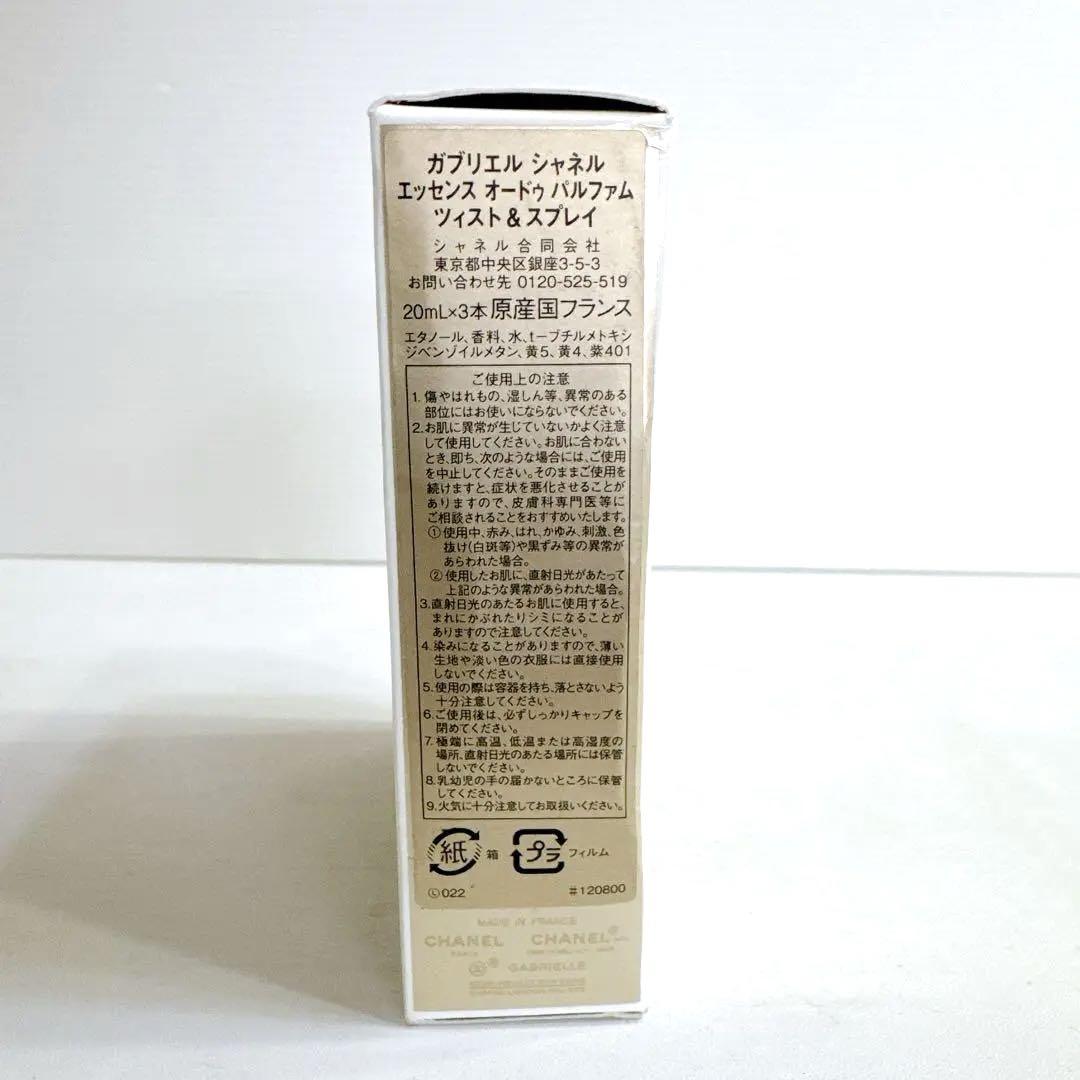 ガブリエル シャネル
エッセンス オードゥ パルファム
ツィスト＆スプレイ
シャネル合同会社
東京都中央区銀座3-5-3
お問い合わせ先 0120-525-519
20mL×3本 原産国フランス
エタノール、香料、水、t－ブチルメトキシ
ジベンゾイルメタン、黄5、黄4、紫401
ご使用上の注意
1. 傷やはれもの、湿しん等、異常のある
部位にはお使いにならないでください。
2. お肌に異常が生じていないかよく注意
して使用してください。お肌に合わない
とき、即ち、次のような場合には、ご使用
を中止してください。そのままご使用を
続けますと、症状を悪化させることが
ありますので、皮膚科専門医等に
ご相談されることをおすすめいたします。
① 使用中、赤み、はれ、かゆみ、刺激、色
抜け(白斑等)や黒ずみ等の異常が
あらわれた場合。
② 使用したお肌に、直射日光があたって
上記のような異常があらわれた場合。
3. 直射日光のあたるお肌に使用すると、
まれにかぶれたりシミになることが
ありますので注意してください。
4. 染みになることがありますので、薄い
生地や淡い色の衣服には直接使用
しないでください。
5. 使用の際は容器を持ち、落とさないよう
十分注意してください。
6. ご使用後は、必ずしっかりキャップを
閉めてください。
7. 極端に高温、低温または高湿度の
場所、直射日光のあたる場所には保管
しないでください。
8. 乳幼児の手の届かないところに保管
してください。
9. 火気に十分注意してお取扱いください。
紙 箱 プラ フィルム
Ⓛ022 #120800
MADE IN FRANCE
CHANEL CHANEL®
PARIS
® GABRIELLE